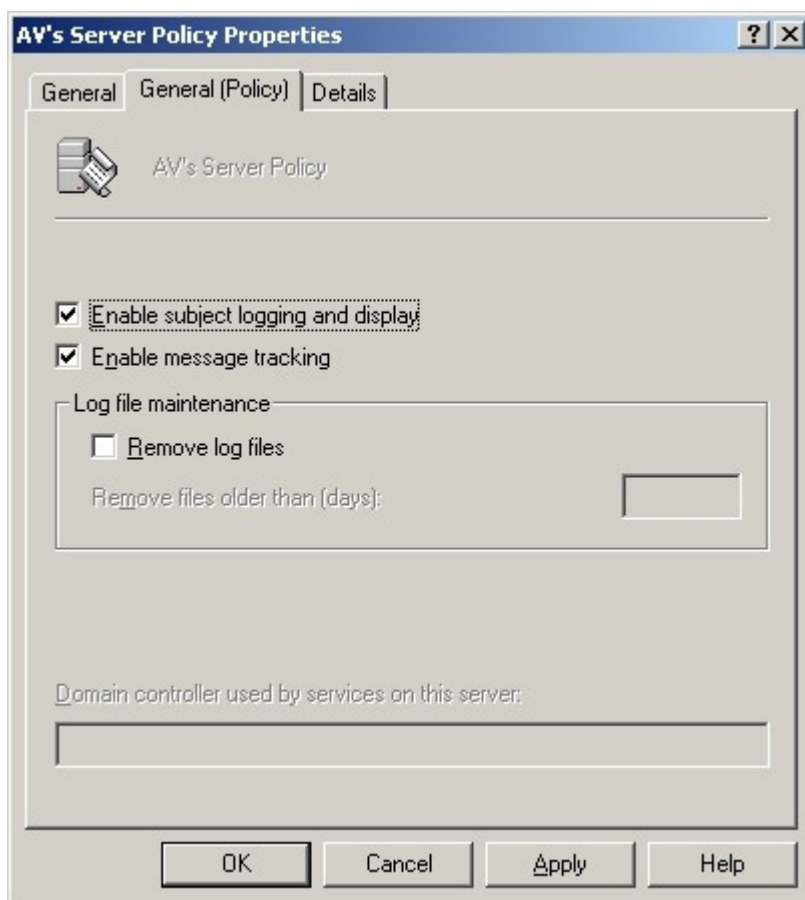 AV's Server Policy Properties
General General (Policy) Details
AV's Server Policy
Enable subject logging and display
Enable message tracking
Log file maintenance
Remove log files
Remove files older than (days):
Domain controller used by services on this server:
OK Cancel Apply Help